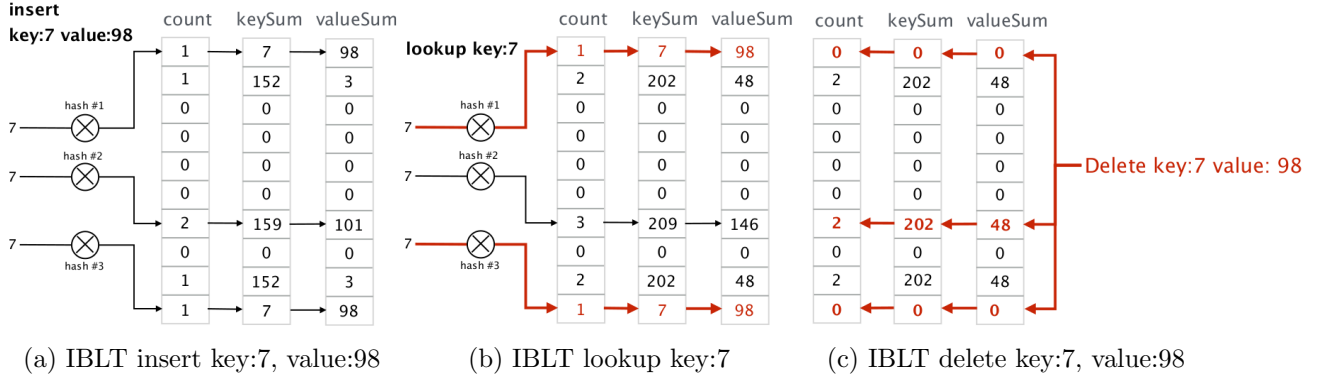 insert
key:7 value:98
count keySum valueSum
1 7 98
1 152 3
0 0 0
0 0 0
0 0 0
0 0 0
2 159 101
0 0 0
1 152 3
1 7 98
7 hash #1
7 hash #2
7 hash #3
(a) IBLT insert key:7, value:98
lookup key:7
count keySum valueSum
1 7 98
2 202 48
0 0 0
0 0 0
0 0 0
0 0 0
3 209 146
0 0 0
2 202 48
1 7 98
7 hash #1
7 hash #2
7 hash #3
(b) IBLT lookup key:7
count keySum valueSum
0 0 0
2 202 48
0 0 0
0 0 0
0 0 0
0 0 0
2 202 48
0 0 0
2 202 48
0 0 0
Delete key:7 value: 98
(c) IBLT delete key:7, value:98